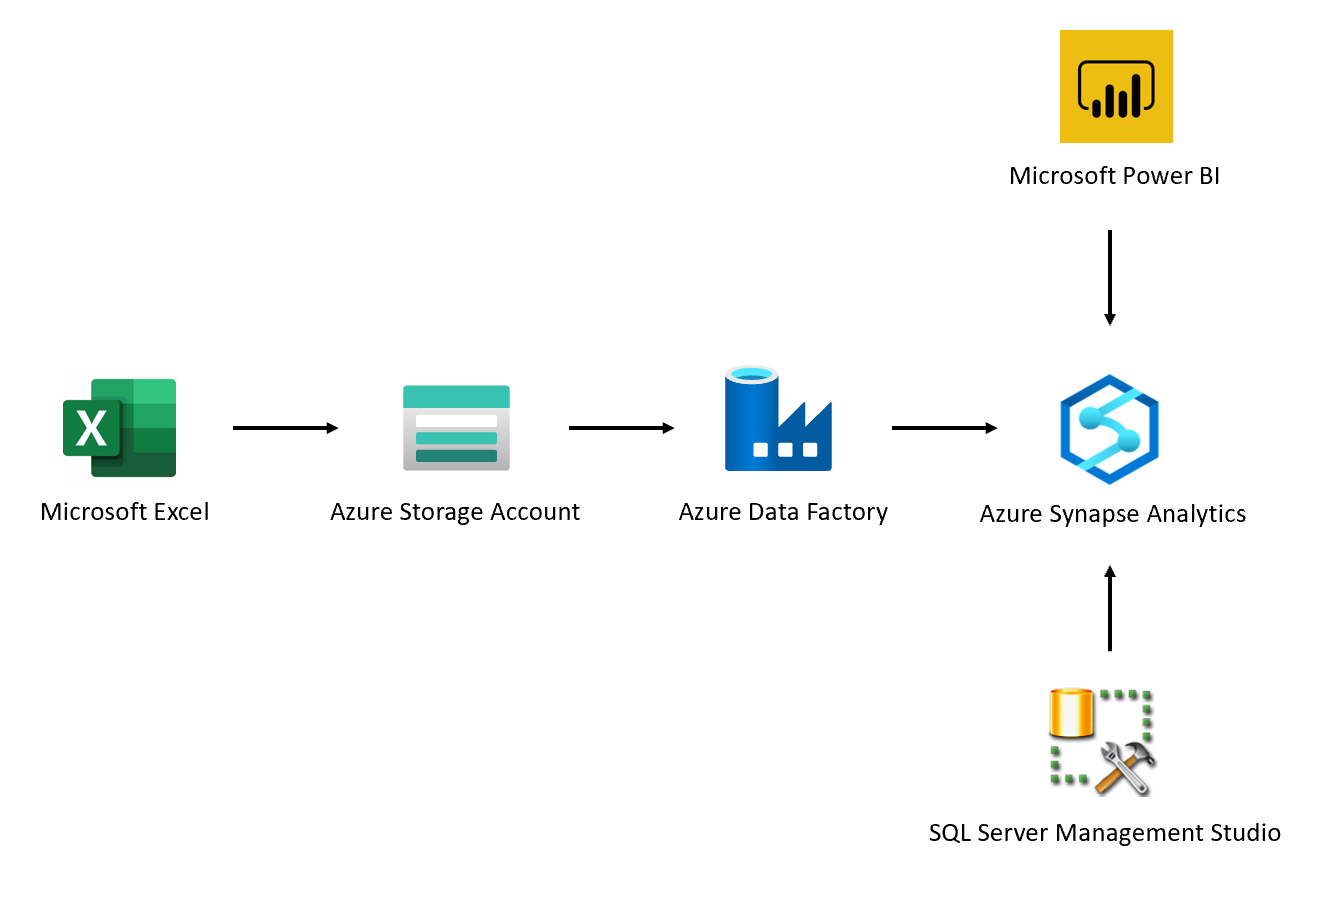 Microsoft Power BI
X
Microsoft Excel
Azure Storage Account
Azure Data Factory
Azure Synapse Analytics
SQL Server Management Studio